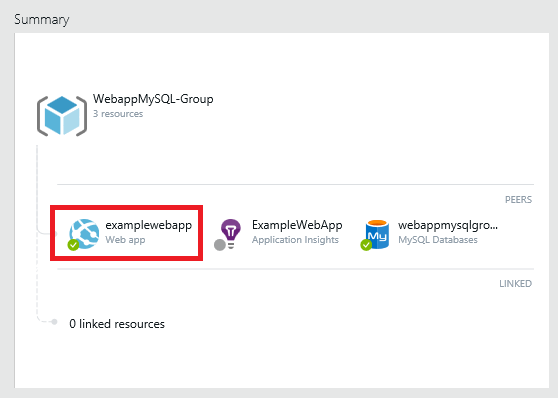 Summary
WebappMySQL-Group
3 resources
PEERS
examplewebapp
Web app
ExampleWebApp
Application Insights
webappmysqlgro...
MySQL Databases
My
LINKED
0 linked resources